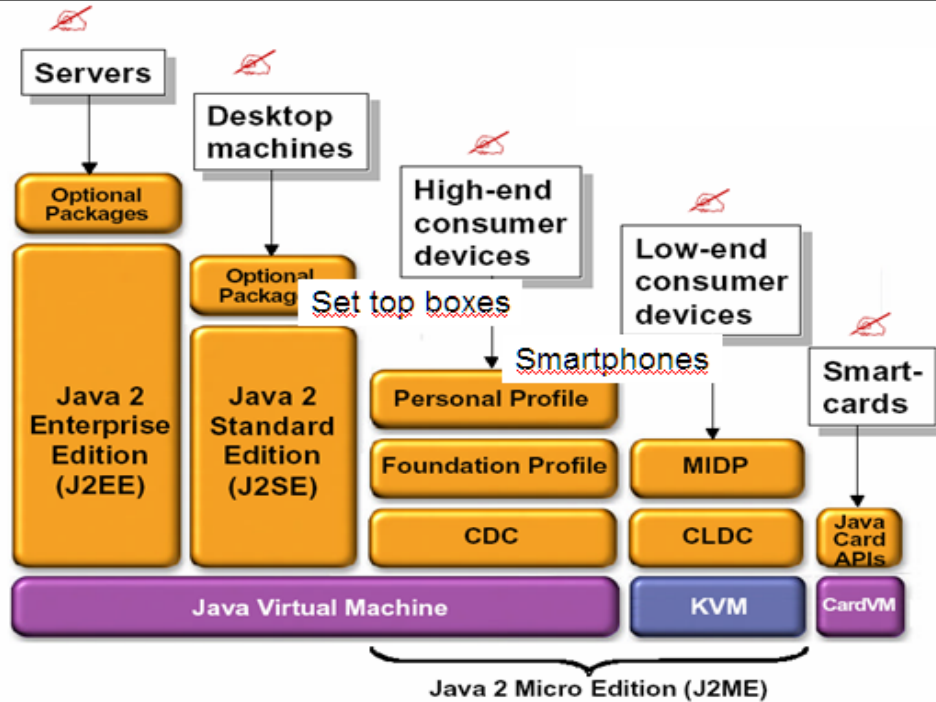 Servers
Desktop
machines
High-end
consumer
devices
Low-end
consumer
devices
Smart-
cards
Optional
Packages
Optional
Set top boxes
Smartphones
Java 2
Enterprise
Edition
(J2EE)
Java 2
Standard
Edition
(J2SE)
Personal Profile
Foundation Profile
CDC
MIDP
CLDC
Java
Card
APIs
Java Virtual Machine
KVM
CardVM
Java 2 Micro Edition (J2ME)